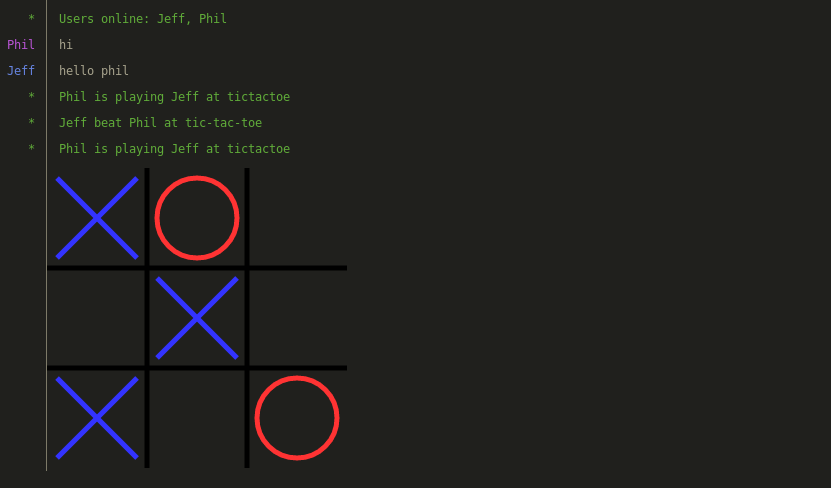 * Users online: Jeff, Phil
Phil hi
Jeff hello phil
* Phil is playing Jeff at tictactoe
* Jeff beat Phil at tic-tac-toe
* Phil is playing Jeff at tictactoe